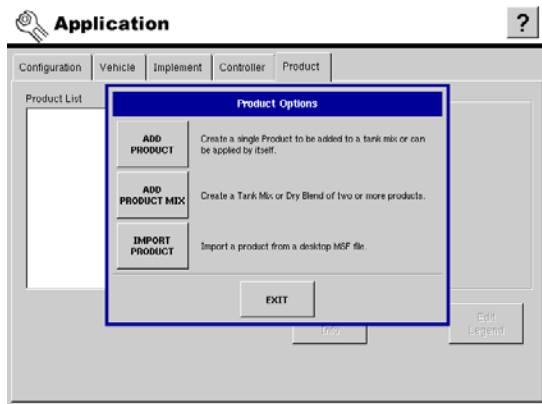 Application
?
Configuration Vehicle Implement Controller Product
Product List
Product Options
ADD
PRODUCT
Create a single Product to be added to a tank mix or can
be applied by itself.
ADD
PRODUCT MIX
Create a Tank Mix or Dry Blend of two or more products.
IMPORT
PRODUCT
Import a product from a desktop MSF file.
EXIT
Info.
Edit
Legend